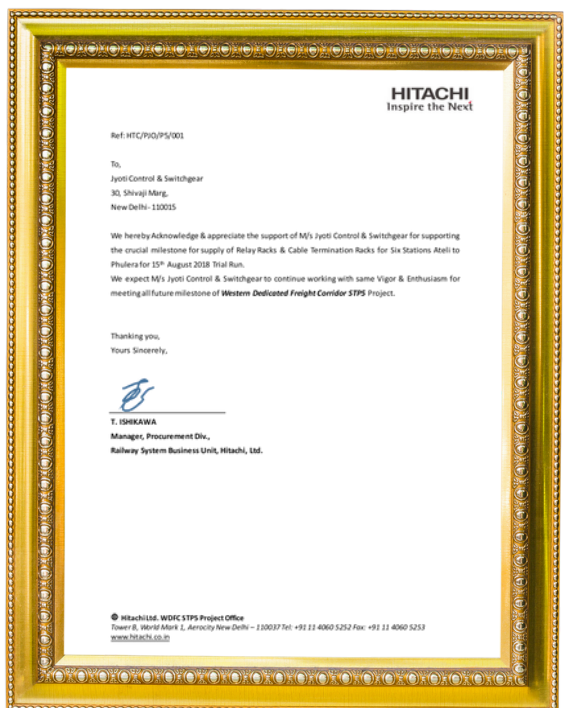 HITACHI
Inspire the Next
Ref: HTC/PJO/PS/001
To,
Jyoti Control & Switchgear
30, Shivaji Marg,
New Delhi- 110015
We hereby Acknowledge & appreciate the support of M/s Jyoti Control & Switchgear for supporting
the crucial milestone for supply of Relay Racks & Cable Termination Racks for Six Stations Ateli to
Phulera for 15th August 2018 Trial Run.
We expect M/s Jyoti Control & Switchgear to continue working with same Vigor & Enthusiasm for
meeting all future milestone of Western Dedicated Freight Corridor STP5 Project.
Thanking you,
Yours Sincerely,
T. ISHIKAWA
Manager, Procurement Div.,
Railway System Business Unit, Hitachi, Ltd.
Hitachi Ltd. WDFC STP5 Project Office
Tower B, World Mark 1, Aerocity New Delhi – 110037 Tel: +91 11 4060 5252 Fax: +91 11 4060 5253
www.hitachi.co.in